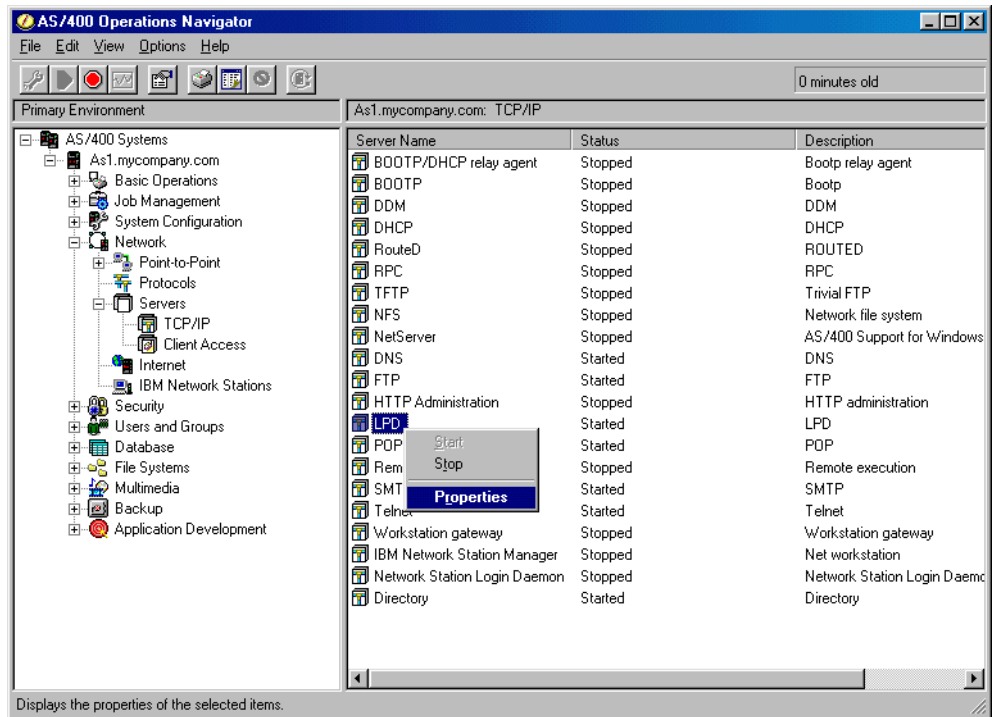 AS/400 Operations Navigator
File Edit View Options Help
0 minutes old
Primary Environment
As1.mycompany.com: TCP/IP
AS/400 Systems
As1.mycompany.com
Basic Operations
Job Management
System Configuration
Network
Point-to-Point
Protocols
Servers
TCP/IP
Client Access
Internet
IBM Network Stations
Security
Users and Groups
Database
File Systems
Multimedia
Backup
Application Development
Server Name Status Description
BOOTP/DHCP relay agent Stopped Bootp relay agent
BOOTP Stopped Bootp
DDM Stopped DDM
DHCP Stopped DHCP
RouteD Stopped ROUTED
RPC Stopped RPC
TFTP Stopped Trivial FTP
NFS Stopped Network file system
NetServer Stopped AS/400 Support for Windows
DNS Started DNS
FTP Started FTP
HTTP Administration Started HTTP administration
LPD Started LPD
POP Started POP
Rem Stopped Remote execution
SMT Started SMTP
Telnet Started Telnet
Workstation gateway Stopped Workstation gateway
IBM Network Station Manager Stopped Net workstation
Network Station Login Daemon Stopped Network Station Login Daemo
Directory Started Directory
Start
Stop
Properties
Displays the properties of the selected items.